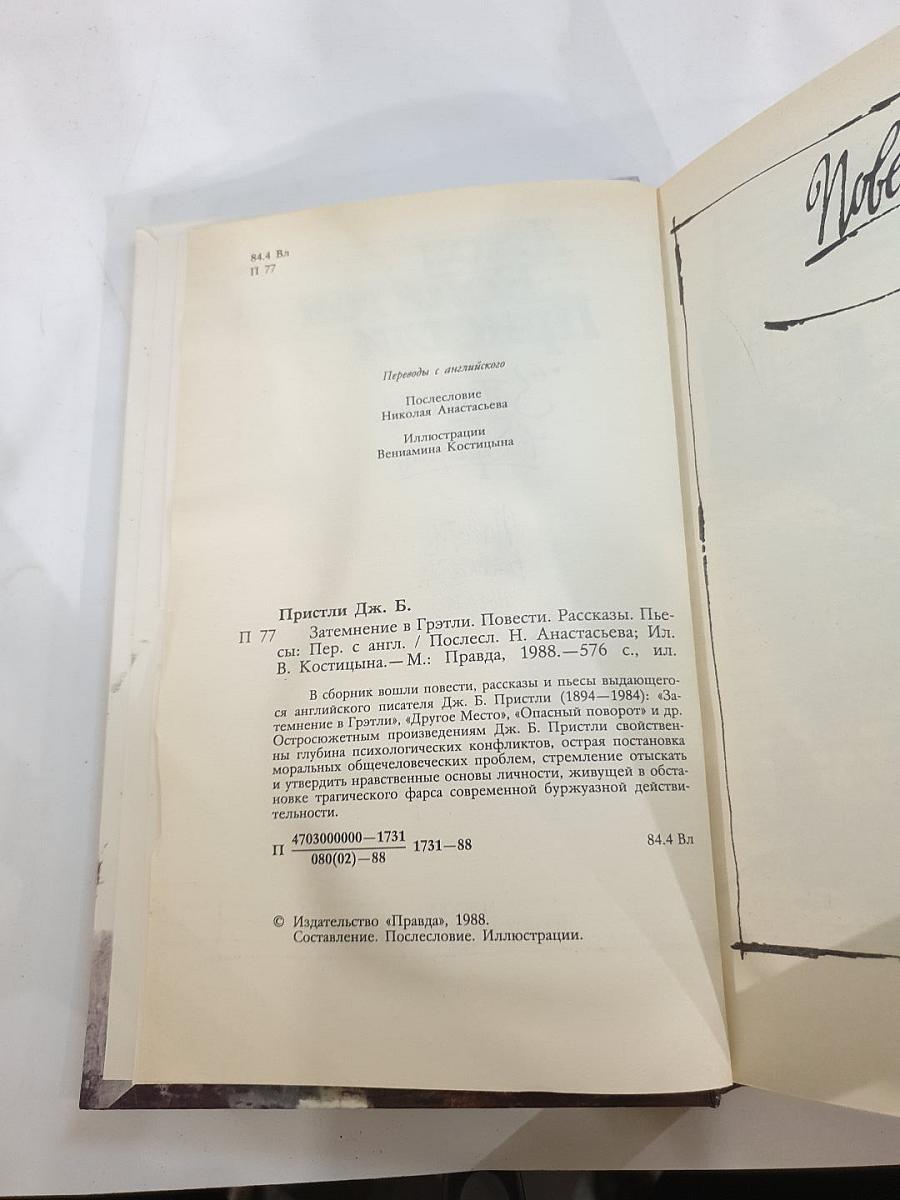 84.4 Вл
П 77
Переводы с английского
Послесловие
Николая Анастасьева
Иллюстрации
Вениамина Костицына
Пристли Дж. Б.
П 77 Затемнение в Грэтли. Повести. Рассказы. Пье-
сы: Пер. с англ. / Послесл. Н. Анастасьева; Ил.
В. Костицына.—М.: Правда, 1988.—576 с., ил.
В сборник вошли повести, рассказы и пьесы выдающего-
ся английского писателя Дж. Б. Пристли (1894—1984): «За-
темнение в Грэтли», «Другое Место», «Опасный поворот» и др.
Остросюжетным произведениям Дж. Б. Пристли свойствен-
ны глубина психологических конфликтов, острая постановка
моральных общечеловеческих проблем, стремление отыскать
и утвердить нравственные основы личности, живущей в обста-
новке трагического фарса современной буржуазной действи-
тельности.
П 4703000000—1731 / 080(02)—88 1731—88 84.4 Вл
© Издательство «Правда», 1988.
Составление. Послесловие. Иллюстрации.
Пове